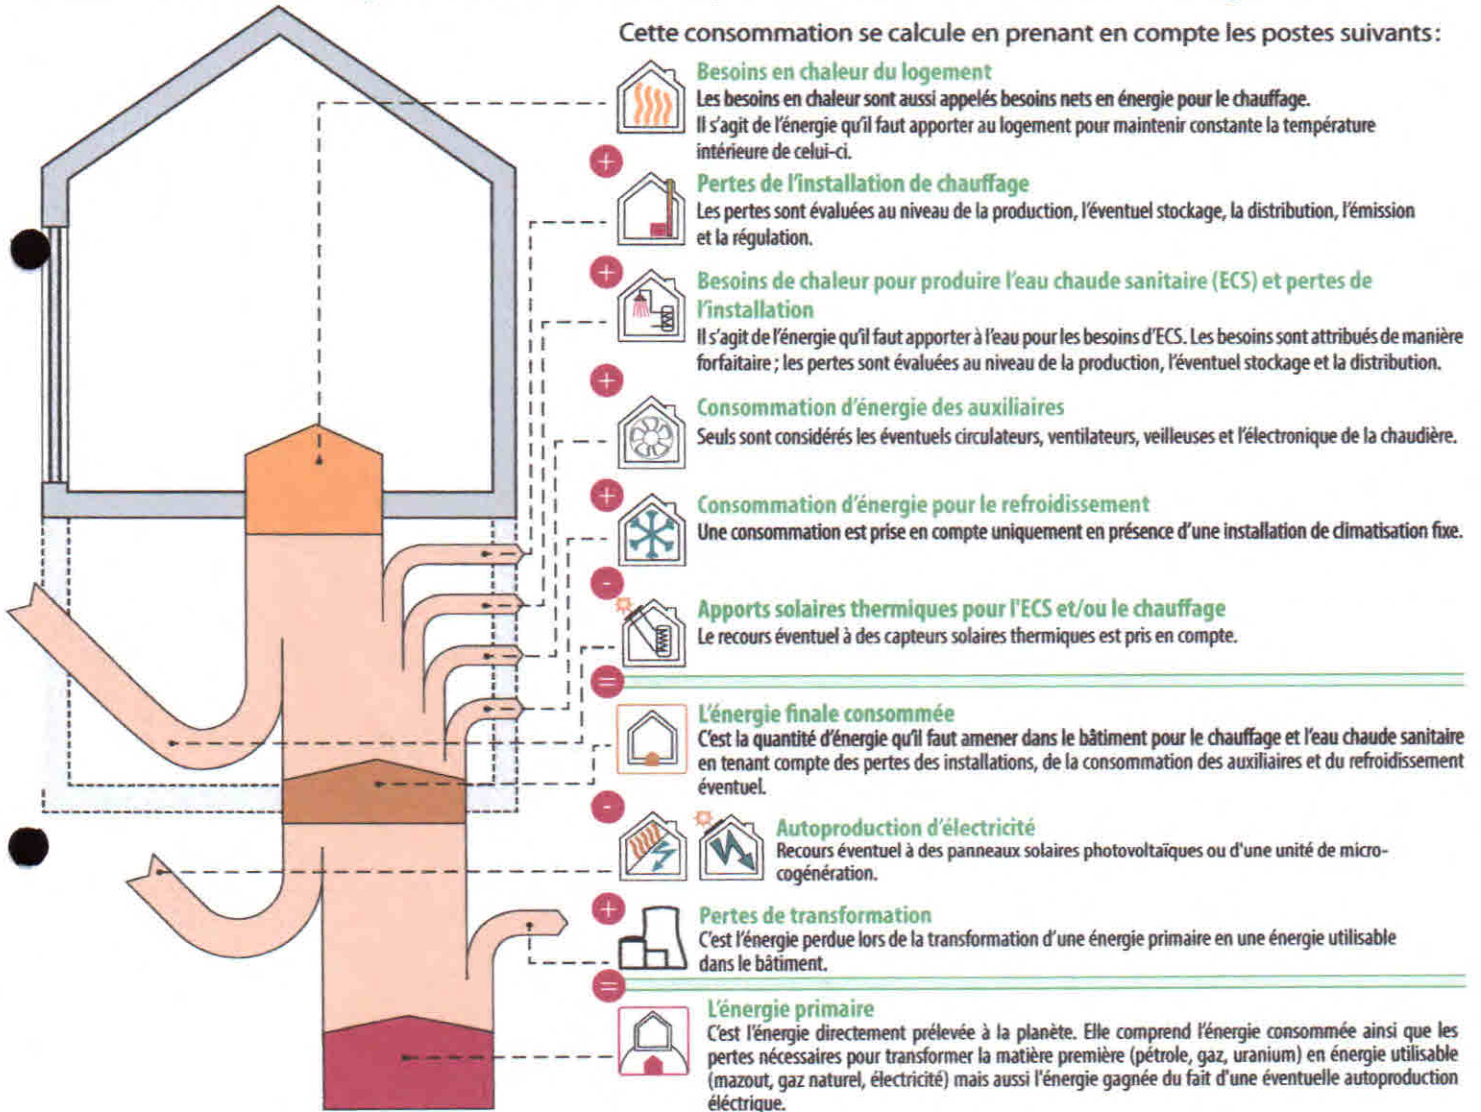 Cette consommation se calcule en prenant en compte les postes suivants :
Besoins en chaleur du logement
Les besoins en chaleur sont aussi appelés besoins nets en énergie pour le chauffage.
Il s'agit de l'énergie qu'il faut apporter au logement pour maintenir constante la température
intérieure de celui-ci.
+
Pertes de l'installation de chauffage
Les pertes sont évaluées au niveau de la production, l'éventuel stockage, la distribution, l'émission
et la régulation.
+
Besoins de chaleur pour produire l'eau chaude sanitaire (ECS) et pertes de
l'installation
Il s'agit de l'énergie qu'il faut apporter à l'eau pour les besoins d'ECS. Les besoins sont attribués de manière
forfaitaire ; les pertes sont évaluées au niveau de la production, l'éventuel stockage et la distribution.
+
Consommation d'énergie des auxiliaires
Seuls sont considérés les éventuels circulateurs, ventilateurs, veilleuses et l'électronique de la chaudière.
+
Consommation d'énergie pour le refroidissement
Une consommation est prise en compte uniquement en présence d'une installation de climatisation fixe.
-
Apports solaires thermiques pour l'ECS et/ou le chauffage
Le recours éventuel à des capteurs solaires thermiques est pris en compte.
=
L'énergie finale consommée
C'est la quantité d'énergie qu'il faut amener dans le bâtiment pour le chauffage et l'eau chaude sanitaire
en tenant compte des pertes des installations, de la consommation des auxiliaires et du refroidissement
éventuel.
-
Autoproduction d'électricité
Recours éventuel à des panneaux solaires photovoltaïques ou d'une unité de micro-
cogénération.
+
Pertes de transformation
C'est l'énergie perdue lors de la transformation d'une énergie primaire en une énergie utilisable
dans le bâtiment.
=
L'énergie primaire
C'est l'énergie directement prélevée à la planète. Elle comprend l'énergie consommée ainsi que les
pertes nécessaires pour transformer la matière première (pétrole, gaz, uranium) en énergie utilisable
(mazout, gaz naturel, électricité) mais aussi l'énergie gagnée du fait d'une éventuelle autoproduction
éléctrique.